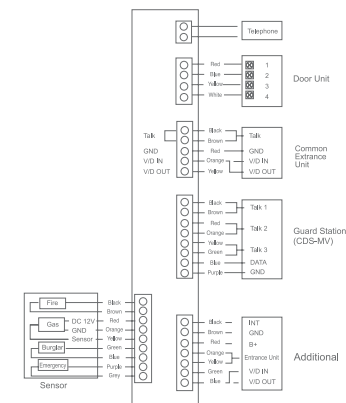 Telephone
Red 1
Blue 2
Yellow 3
White 4
Door Unit
Talk
GND
V/D IN
V/D OUT
Black
Brown
Red
Orange
Yellow
Talk
GND
V/D IN
V/D OUT
Common
Extrance
Unit
Black
Brown
Red
Orange
Yellow
Green
Blue
Purple
Talk 1
Talk 2
Talk 3
DATA
GND
Guard Station
(CDS-MV)
Fire
Gas
Burglar
Emergency
DC 12V
GND
Sensor
Black
Brown
Red
Orange
Yellow
Green
Blue
Purple
Grey
Sensor
Black
Brown
Red
Orange
Yellow
Green
Blue
INT
GND
B+
Entrance Unit
V/D IN
V/D OUT
Additional